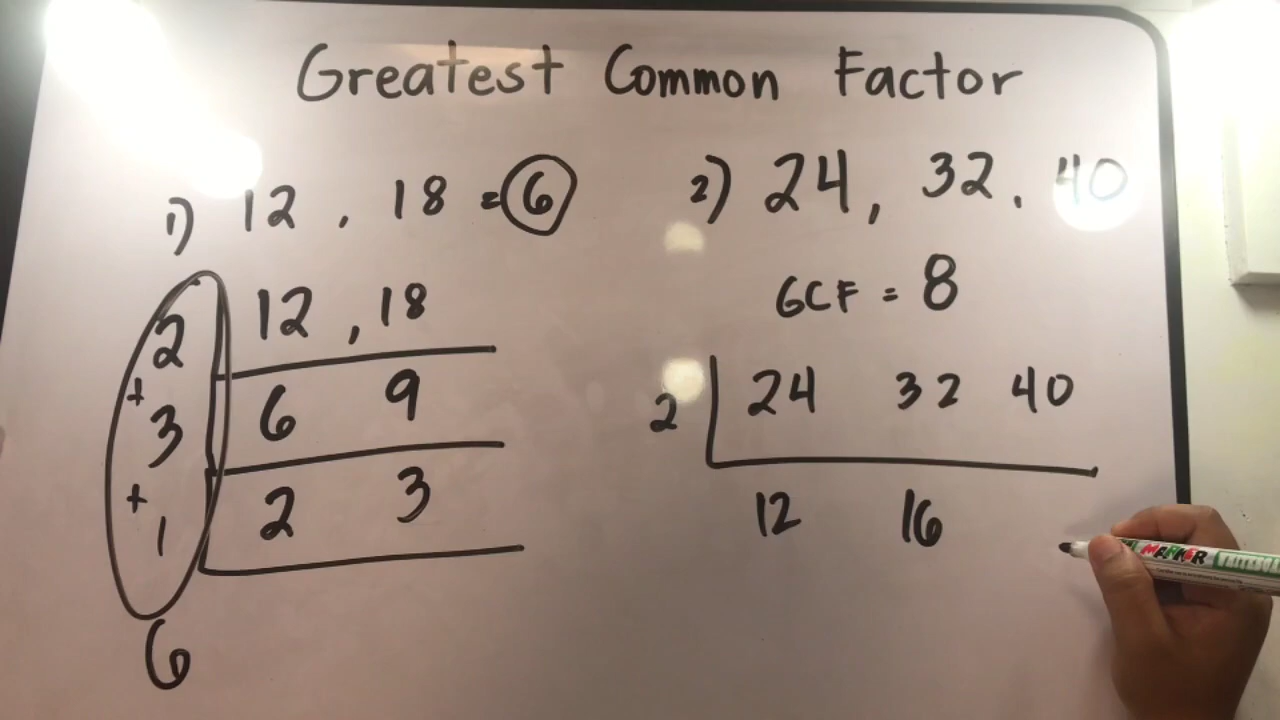 Greatest Common Factor
1) 12 , 18 = 6
2 12 , 18
+
3 6 9
+
1 2 3
6
2) 24, 32. 40
GCF = 8
2 24 32 40
12 16
MARKER